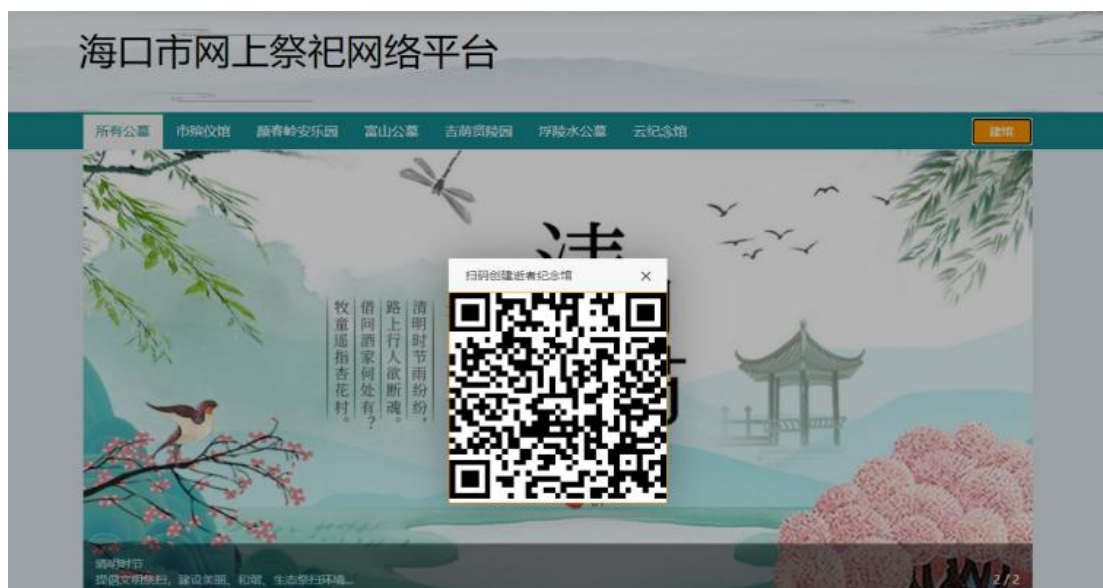 海口市网上祭祀网络平台
所有公墓 市殡仪馆 颜春岭安乐园 富山公墓 吉荫贤陵园 浮陵水公墓 云纪念馆 建馆
清
扫码创建逝者纪念馆 ×
清明时节雨纷纷，
路上行人欲断魂。
借问酒家何处有？
牧童遥指杏花村。
清明时节
提倡文明祭扫，建设美丽、和谐、生态祭扫环境...
2 / 2